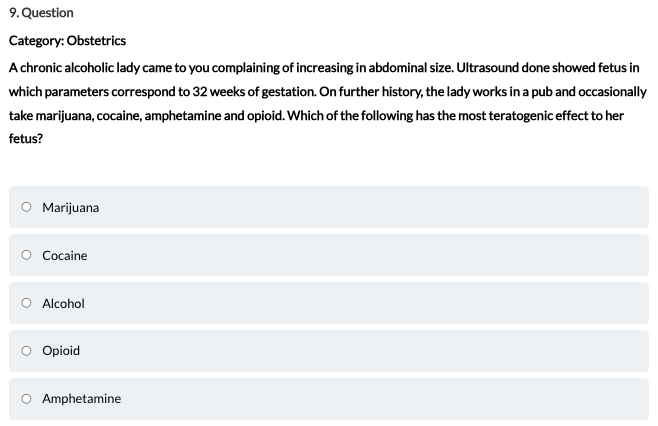 9. Question
Category: Obstetrics
A chronic alcoholic lady came to you complaining of increasing in abdominal size. Ultrasound done showed fetus in
which parameters correspond to 32 weeks of gestation. On further history, the lady works in a pub and occasionally
take marijuana, cocaine, amphetamine and opioid. Which of the following has the most teratogenic effect to her
fetus?
Marijuana
Cocaine
Alcohol
Opioid
Amphetamine